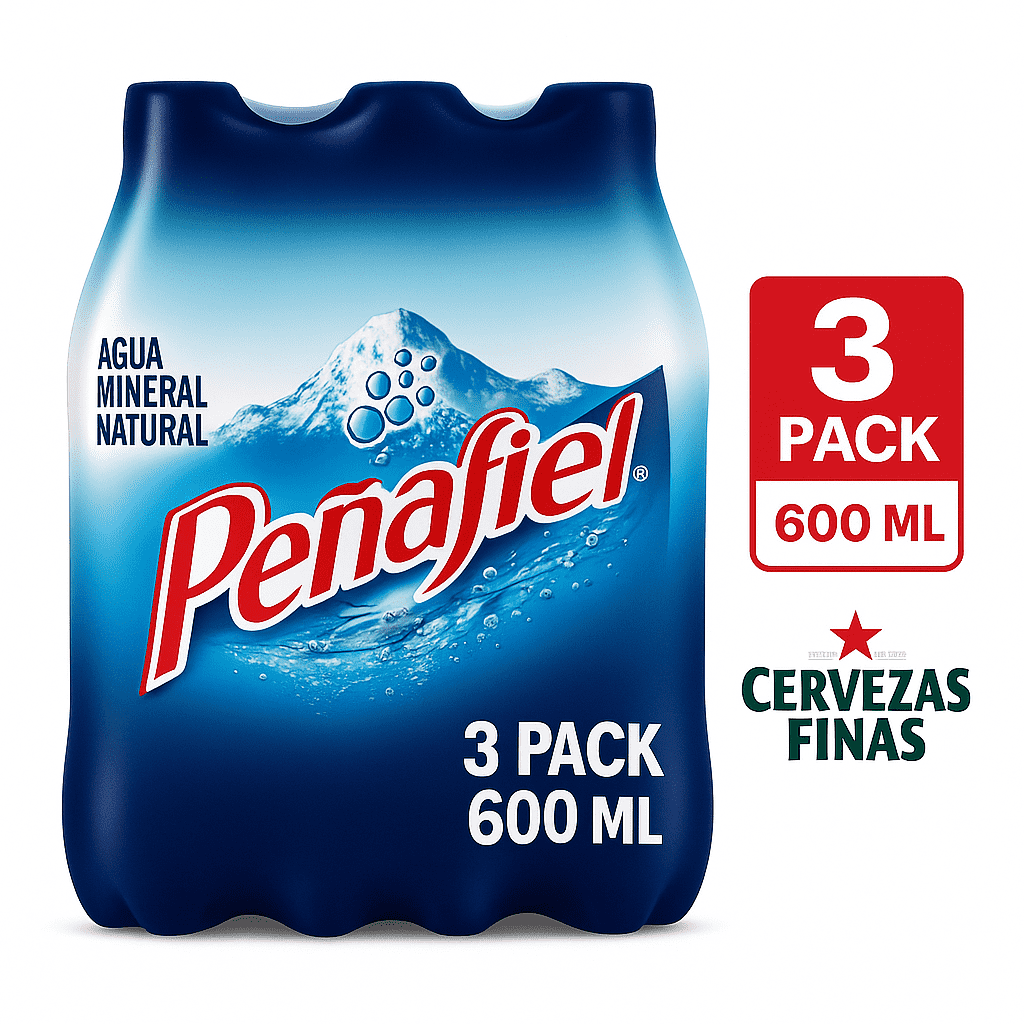 AGUA
MINERAL
NATURAL
Peñafiel®
3 PACK
600 ML
3
PACK
600 ML
CERVEZAS
FINAS